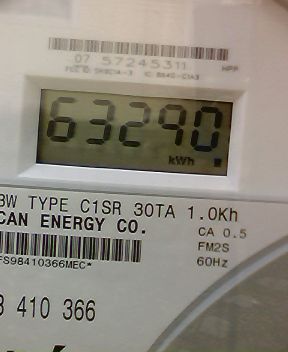 07 57245311
63290
kWh
3W TYPE C1SR 30TA 1.0Kh
CAN ENERGY CO.
CA 0.5
FM2S
60Hz
FS98410366MEC*
410 366